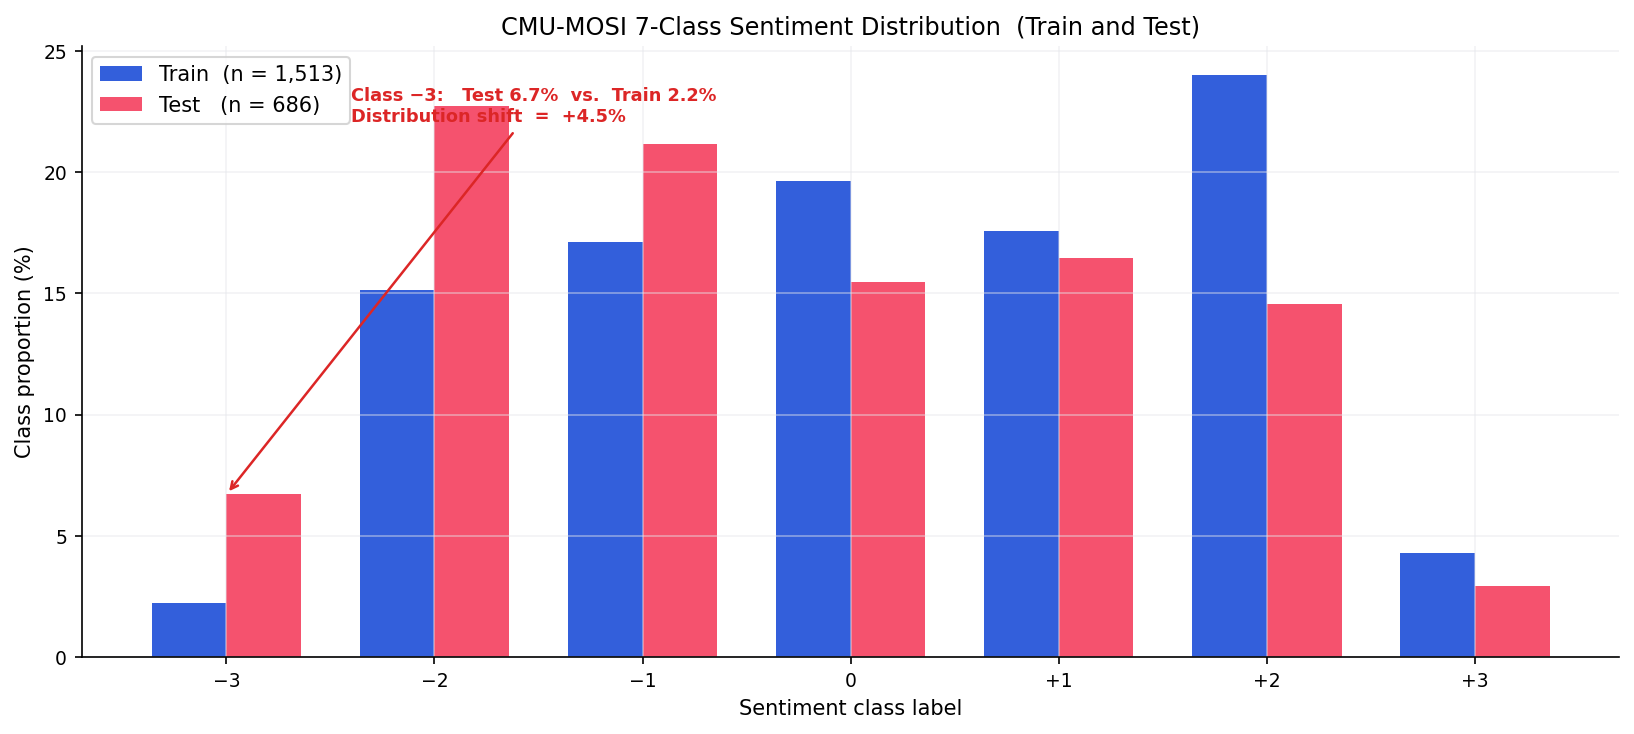 CMU-MOSI 7-Class Sentiment Distribution  (Train and Test)
Train  (n = 1,513)
Test   (n = 686)
Class −3:   Test 6.7%  vs.  Train 2.2%
Distribution shift  =  +4.5%
Class proportion (%)
25
20
15
10
5
0
−3
−2
−1
0
+1
+2
+3
Sentiment class label